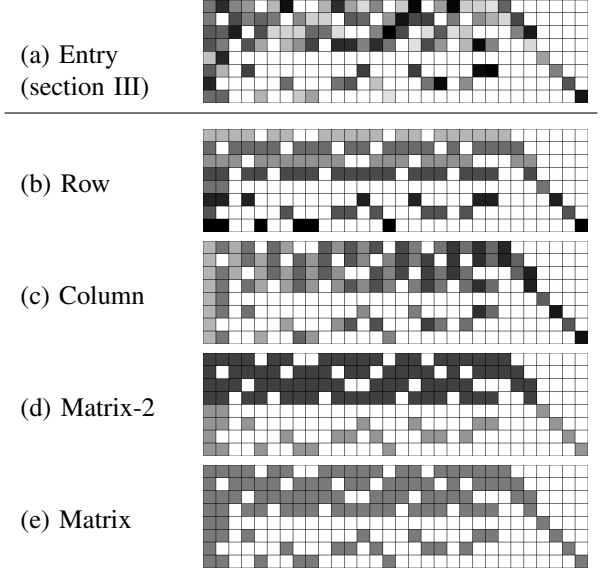 (a) Entry
(section III)
(b) Row
(c) Column
(d) Matrix-2
(e) Matrix